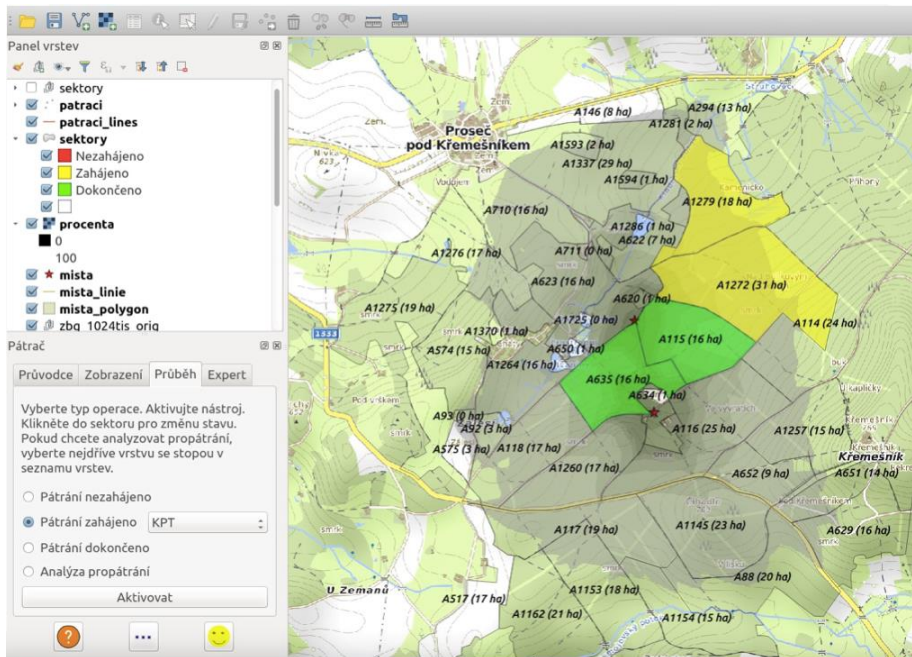 Panel vrstev
sektory
patraci
patraci_lines
sektory
Nezahájeno
Zahájeno
Dokončeno
procenta
0
100
mista
mista_linie
mista_polygon
zbg_1024tis_orig
Pátrač
Průvodce Zobrazení Průběh Expert
Vyberte typ operace. Aktivujte nástroj.
Klikněte do sektoru pro změnu stavu.
Pokud chcete analyzovat propátrání,
vyberte nejdříve vrstvu se stopou v
seznamu vrstev.
Pátrání nezahájeno
Pátrání zahájeno KPT
Pátrání dokončeno
Analýza propátrání
Aktivovat
A146 (8 ha)
A294 (13 ha)
A1281 (2 ha)
Proseč
pod Křemešníkem
A1593 (2 ha)
A1337 (29 ha)
A1594 (1 ha)
A1279 (18 ha)
A710 (16 ha)
A1286 (1 ha)
A622 (7 ha)
A711 (0 ha)
A1276 (17 ha)
A623 (16 ha)
A1272 (31 ha)
A620 (1 ha)
A1275 (19 ha)
A1725 (0 ha)
A114 (24 ha)
A1370 (1 ha)
A115 (16 ha)
A574 (15 ha)
A650 (1 ha)
A1264 (16 ha)
A635 (16 ha)
A634 (1 ha)
A93 (0 ha)
A92 (3 ha)
A116 (25 ha)
A1257 (15 ha)
A575 (3 ha)
A118 (17 ha)
Křemešník
A1260 (17 ha)
A652 (9 ha)
A651 (14 ha)
A117 (19 ha)
A1145 (23 ha)
A629 (16 ha)
A88 (20 ha)
U Zemanů
A517 (17 ha)
A1153 (18 ha)
A1162 (21 ha)
A1154 (15 ha)